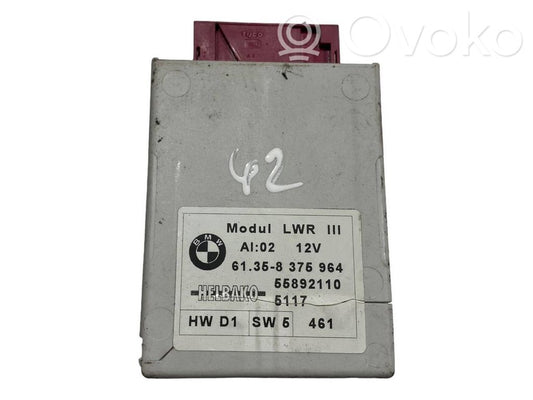 Ovoko
TYCO
42
Modul LWR III
BMW
AI:02 12V
61.35-8 375 964
55892110
HELBAKO 5117
HW D1 SW 5 461